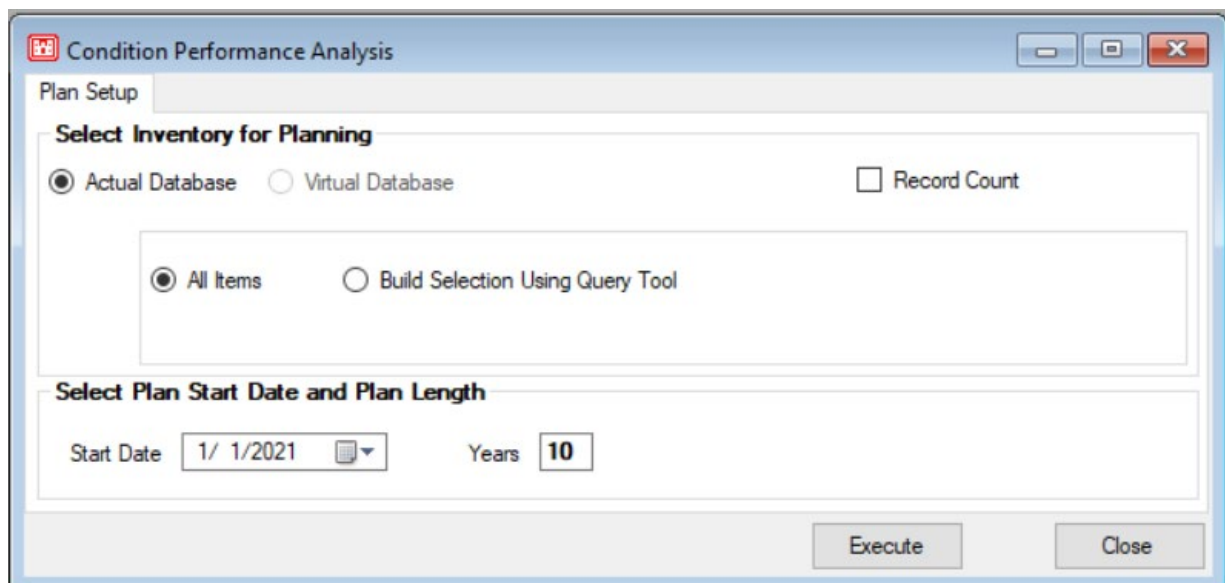 Condition Performance Analysis
Plan Setup
Select Inventory for Planning
Actual Database Virtual Database Record Count
All Items Build Selection Using Query Tool
Select Plan Start Date and Plan Length
Start Date 1/ 1/2021 Years 10
Execute Close